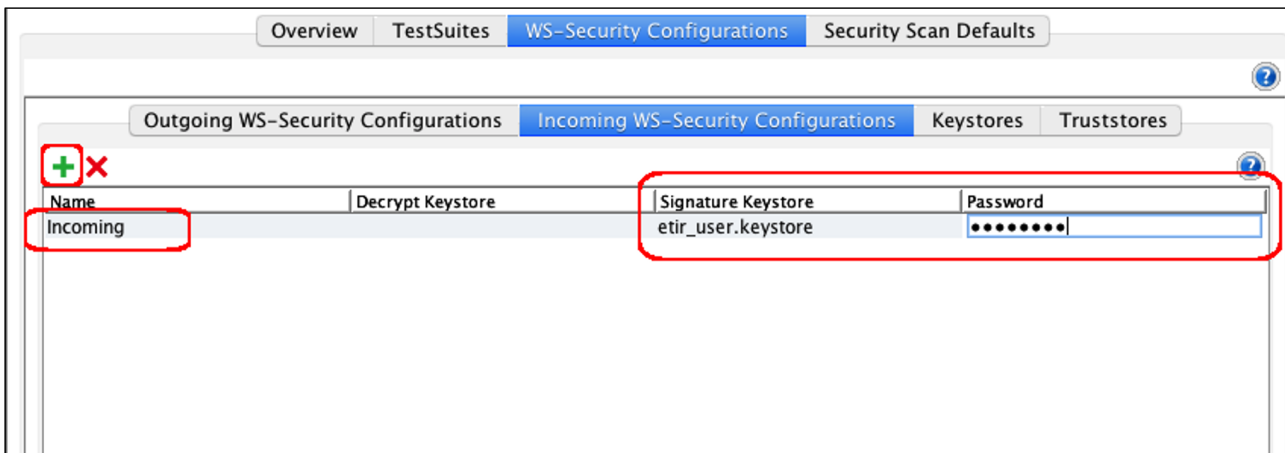 Overview TestSuites WS-Security Configurations Security Scan Defaults
Outgoing WS-Security Configurations Incoming WS-Security Configurations Keystores Truststores
Name Decrypt Keystore Signature Keystore Password
Incoming etir_user.keystore ••••••••